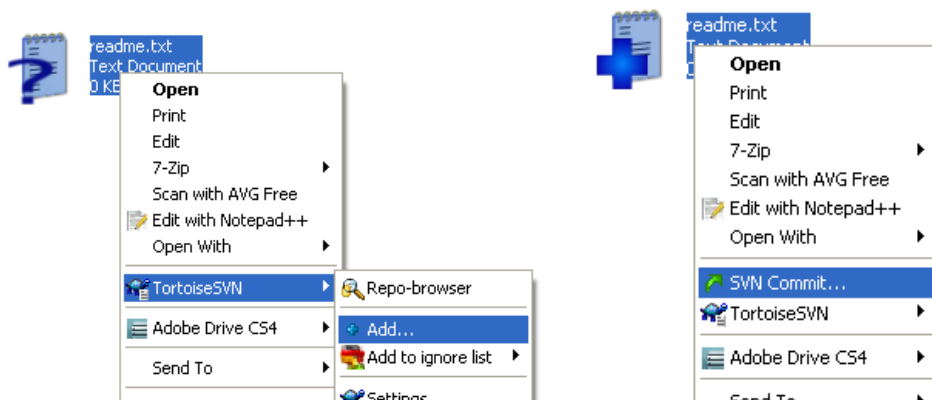 readme.txt
Text Document
0 KB
Open
Print
Edit
7-Zip
Scan with AVG Free
Edit with Notepad++
Open With
TortoiseSVN
Adobe Drive CS4
Send To
Repo-browser
Add...
Add to ignore list
Settings
readme.txt
Text Document
Open
Print
Edit
7-Zip
Scan with AVG Free
Edit with Notepad++
Open With
SVN Commit...
TortoiseSVN
Adobe Drive CS4
Send To